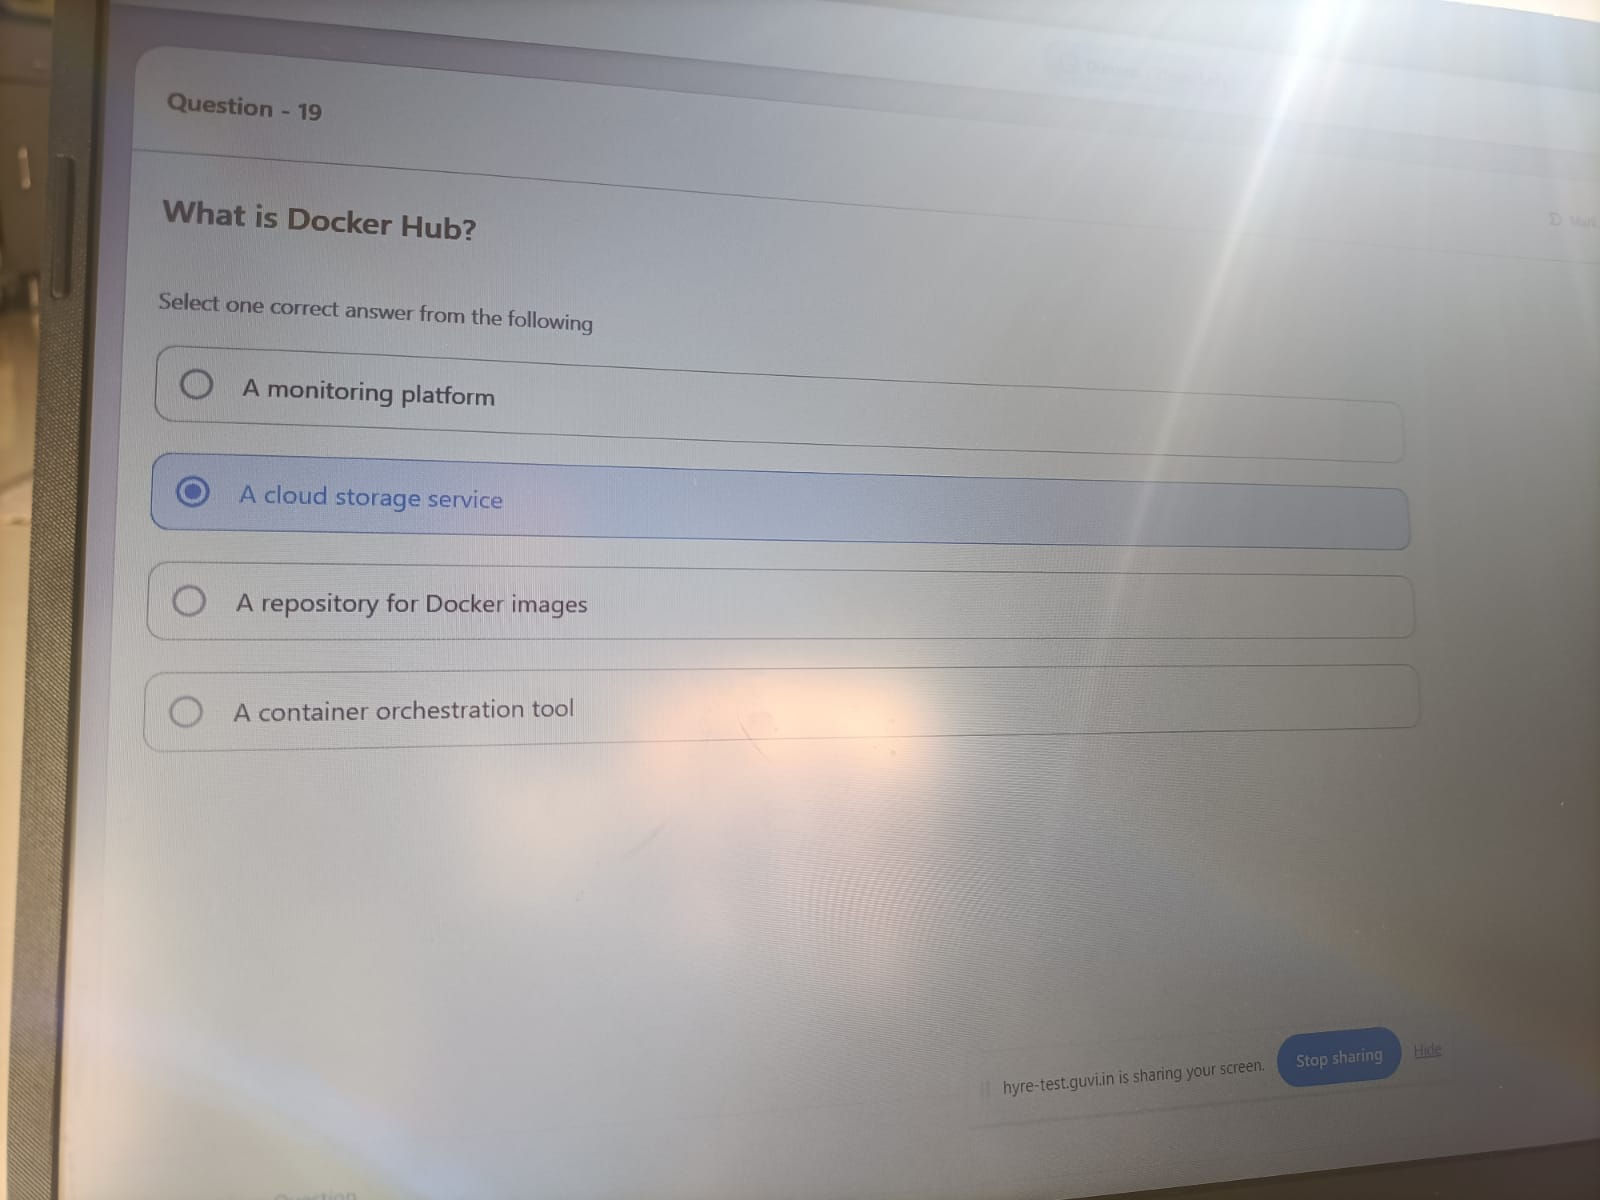 Question - 19
What is Docker Hub?
Select one correct answer from the following
A monitoring platform
A cloud storage service
A repository for Docker images
A container orchestration tool
hyre-test.guvi.in is sharing your screen.
Stop sharing
Hide
Question